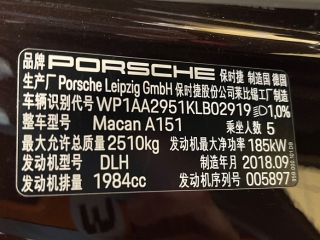 品牌 PORSCHE 保时捷 制造国 德国
生产厂 Porsche Leipzig GmbH 保时捷股份公司莱比锡工厂制造
车辆识别代号 WP1AA2951KLB02919 1,0%
整车型号 Macan A151 乘坐人数 5
最大允许总质量 2510kg 发动机最大净功率 185kW
发动机型号 DLH 制造年月 2018.09
发动机排量 1984cc 发动机序列号 005897